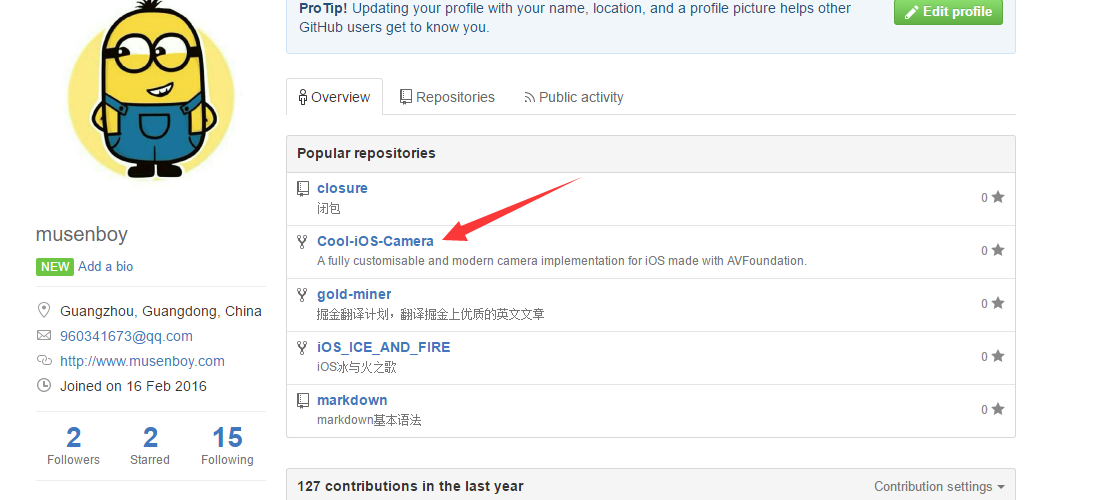 ProTip! Updating your profile with your name, location, and a profile picture helps other
GitHub users get to know you.
Edit profile
Overview
Repositories
Public activity
Popular repositories
closure
0
闭包
Cool-iOS-Camera
0
A fully customisable and modern camera implementation for iOS made with AVFoundation.
gold-miner
0
掘金翻译计划，翻译掘金上优质的英文文章
iOS_ICE_AND_FIRE
0
iOS冰与火之歌
markdown
0
markdown基本语法
127 contributions in the last year
Contribution settings
musenboy
NEW Add a bio
Guangzhou, Guangdong, China
960341673@qq.com
http://www.musenboy.com
Joined on 16 Feb 2016
2
Followers
2
Starred
15
Following